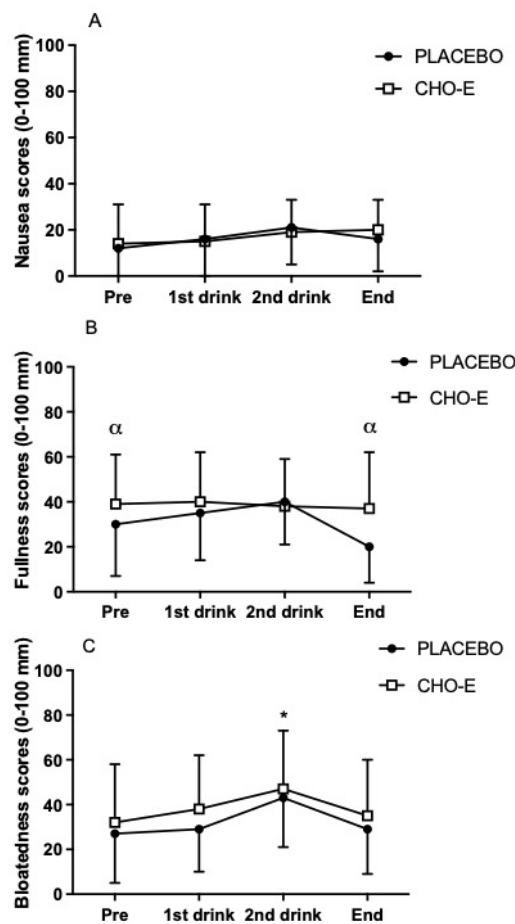 A
PLACEBO
CHO-E
Nausea scores (0-100 mm)
100
80
60
40
20
0
Pre 1st drink 2nd drink End
B
PLACEBO
CHO-E
Fullness scores (0-100 mm)
100
80
60
40
20
0
α α
Pre 1st drink 2nd drink End
C
PLACEBO
CHO-E
Bloatedness scores (0-100 mm)
100
80
60
40
20
0
*
Pre 1st drink 2nd drink End